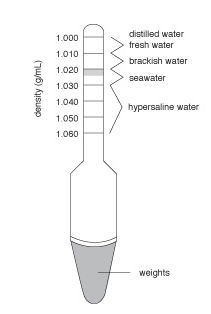 distilled water
1.000
fresh water
1.010
brackish water
1.020
seawater
1.030
1.040
hypersaline water
1.050
1.060
density (g/mL)
weights